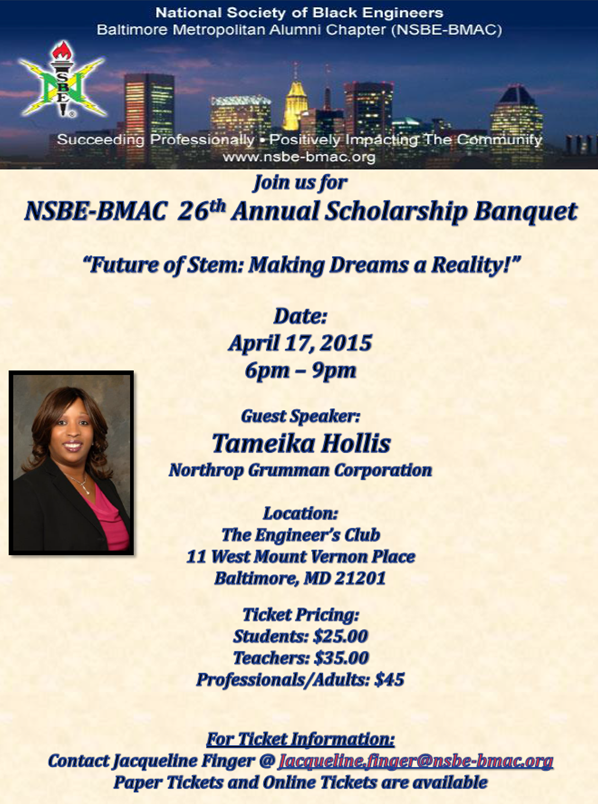 National Society of Black Engineers
Baltimore Metropolitan Alumni Chapter (NSBE-BMAC)
NSBE
®
Succeeding Professionally • Positively Impacting The Community
www.nsbe-bmac.org
Join us for
NSBE-BMAC 26th Annual Scholarship Banquet
“Future of Stem: Making Dreams a Reality!”
Date:
April 17, 2015
6pm – 9pm
Guest Speaker:
Tameika Hollis
Northrop Grumman Corporation
Location:
The Engineer’s Club
11 West Mount Vernon Place
Baltimore, MD 21201
Ticket Pricing:
Students: $25.00
Teachers: $35.00
Professionals/Adults: $45
For Ticket Information:
Contact Jacqueline Finger @ Jacqueline.finger@nsbe-bmac.org
Paper Tickets and Online Tickets are available